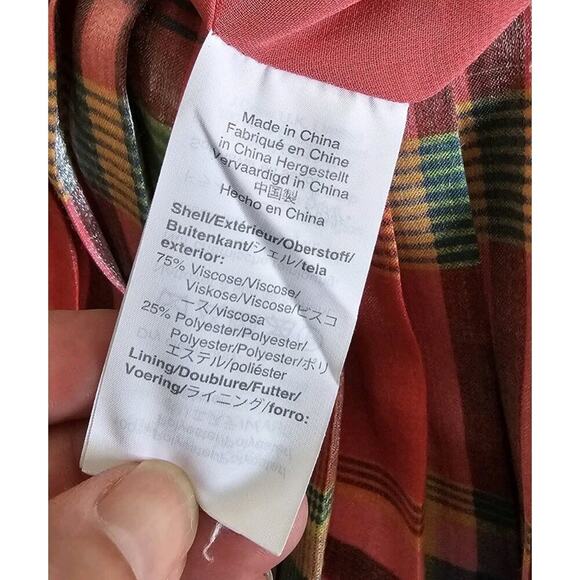 Made in China
Fabriqué en Chine
in China Hergestellt
Vervaardigd in China
中国製
Hecho en China
Shell/Extérieur/Oberstoff/
Buitenkant/シェル/tela
exterior:
75% Viscose/Viscose/
Viskose/Viscose/ビスコ
ース/viscosa
25% Polyester/Polyester/
Polyester/Polyester/ポリ
エステル/poliéster
Lining/Doublure/Futter/
Voering/ライニング/forro: